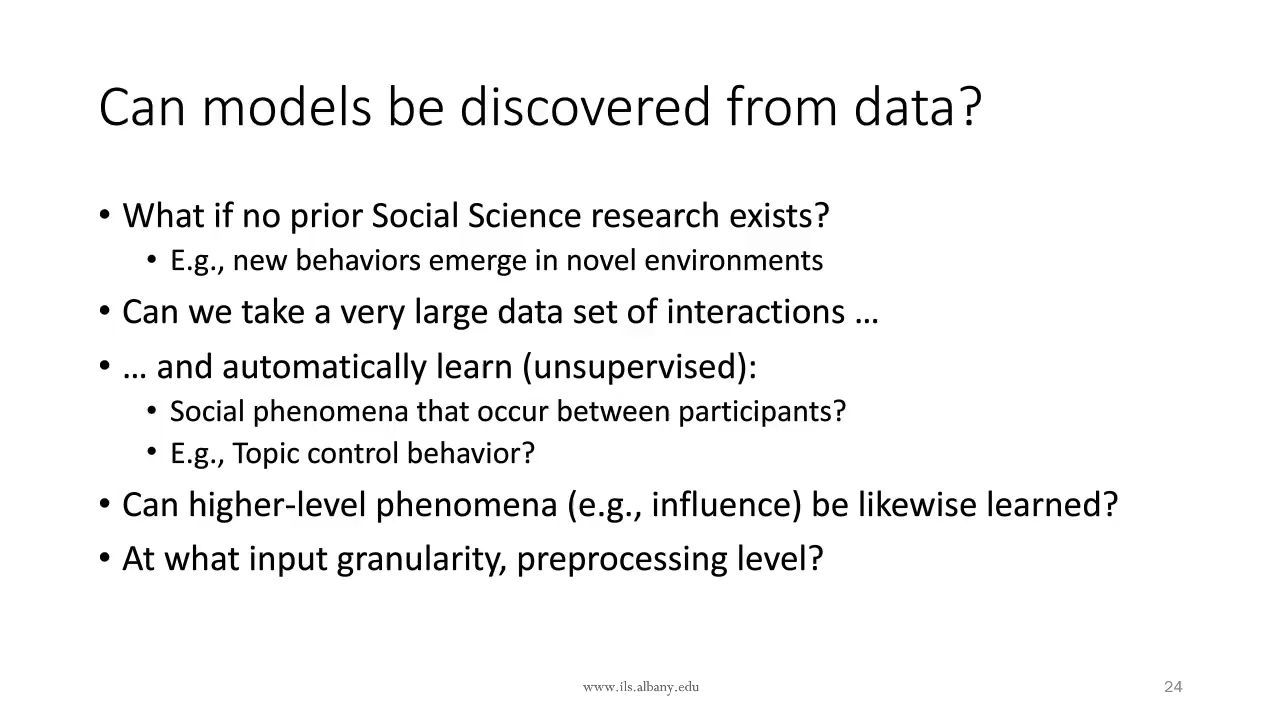 Can models be discovered from data?
• What if no prior Social Science research exists?
• E.g., new behaviors emerge in novel environments
• Can we take a very large data set of interactions …
• … and automatically learn (unsupervised):
• Social phenomena that occur between participants?
• E.g., Topic control behavior?
• Can higher-level phenomena (e.g., influence) be likewise learned?
• At what input granularity, preprocessing level?
www.ils.albany.edu
24